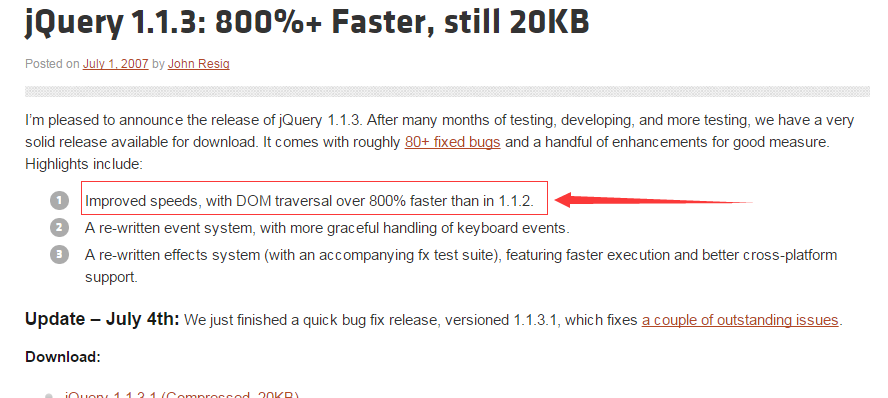 jQuery 1.1.3: 800%+ Faster, still 20KB
Posted on July 1, 2007 by John Resig
I'm pleased to announce the release of jQuery 1.1.3. After many months of testing, developing, and more testing, we have a very
solid release available for download. It comes with roughly 80+ fixed bugs and a handful of enhancements for good measure.
Highlights include:
1 Improved speeds, with DOM traversal over 800% faster than in 1.1.2.
2 A re-written event system, with more graceful handling of keyboard events.
3 A re-written effects system (with an accompanying fx test suite), featuring faster execution and better cross-platform
support.
Update – July 4th: We just finished a quick bug fix release, versioned 1.1.3.1, which fixes a couple of outstanding issues.
Download:
jQuery 1.1.3.1 (Compressed, 20KB)